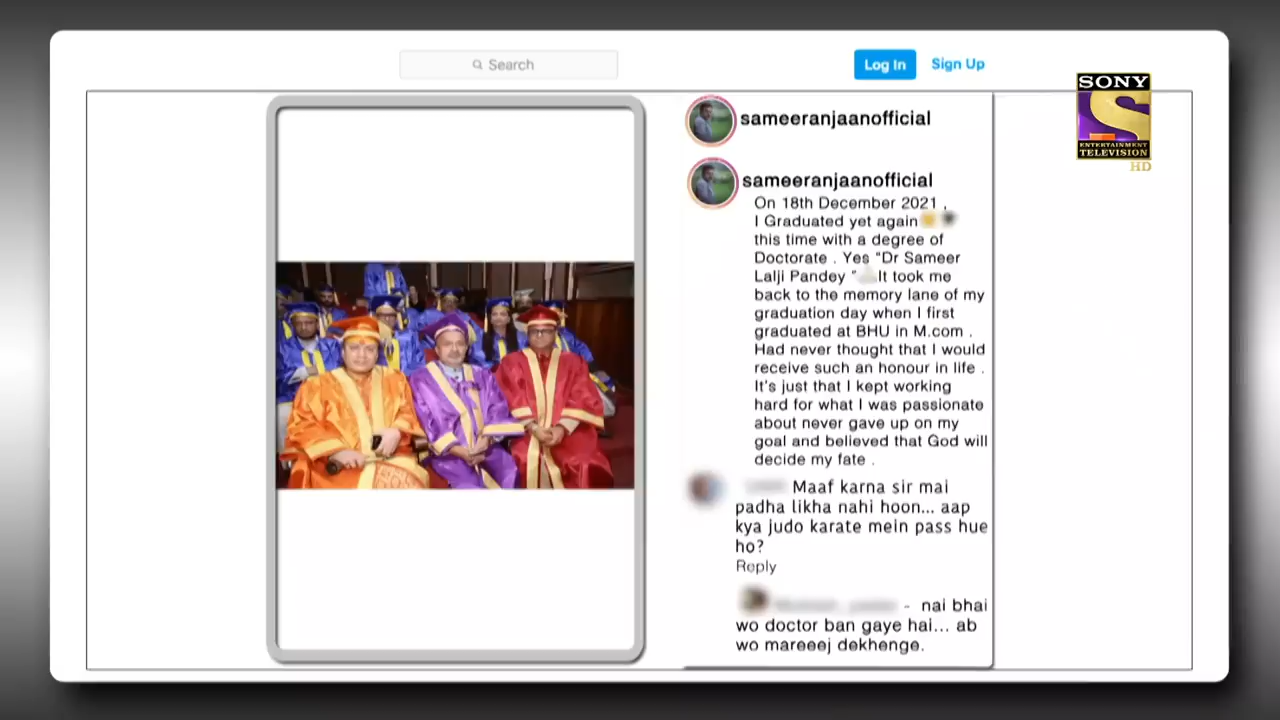 Search
Log In
Sign Up
SONY
ENTERTAINMENT
TELEVISION
HD
sameeranjaanofficial
sameeranjaanofficial
On 18th December 2021 ,
I Graduated yet again
this time with a degree of
Doctorate . Yes "Dr Sameer
Lalji Pandey " It took me
back to the memory lane of my
graduation day when I first
graduated at BHU in M.com .
Had never thought that I would
receive such an honour in life .
It's just that I kept working
hard for what I was passionate
about never gave up on my
goal and believed that God will
decide my fate .
Maaf karna sir mai
padha likha nahi hoon... aap
kya judo karate mein pass hue
ho?
Reply
- nai bhai
wo doctor ban gaye hai... ab
wo mareeej dekhenge.